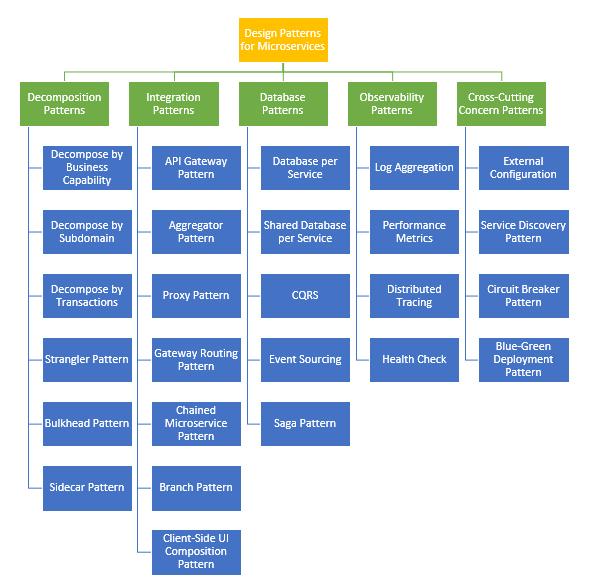 Design Patterns
for Microservices
Decomposition
Patterns
Decompose by
Business
Capability
Decompose by
Subdomain
Decompose by
Transactions
Strangler Pattern
Bulkhead Pattern
Sidecar Pattern
Integration
Patterns
API Gateway
Pattern
Aggregator
Pattern
Proxy Pattern
Gateway Routing
Pattern
Chained
Microservice
Pattern
Branch Pattern
Client-Side UI
Composition
Pattern
Database
Patterns
Database per
Service
Shared Database
per Service
CQRS
Event Sourcing
Saga Pattern
Observability
Patterns
Log Aggregation
Performance
Metrics
Distributed
Tracing
Health Check
Cross-Cutting
Concern Patterns
External
Configuration
Service Discovery
Pattern
Circuit Breaker
Pattern
Blue-Green
Deployment
Pattern